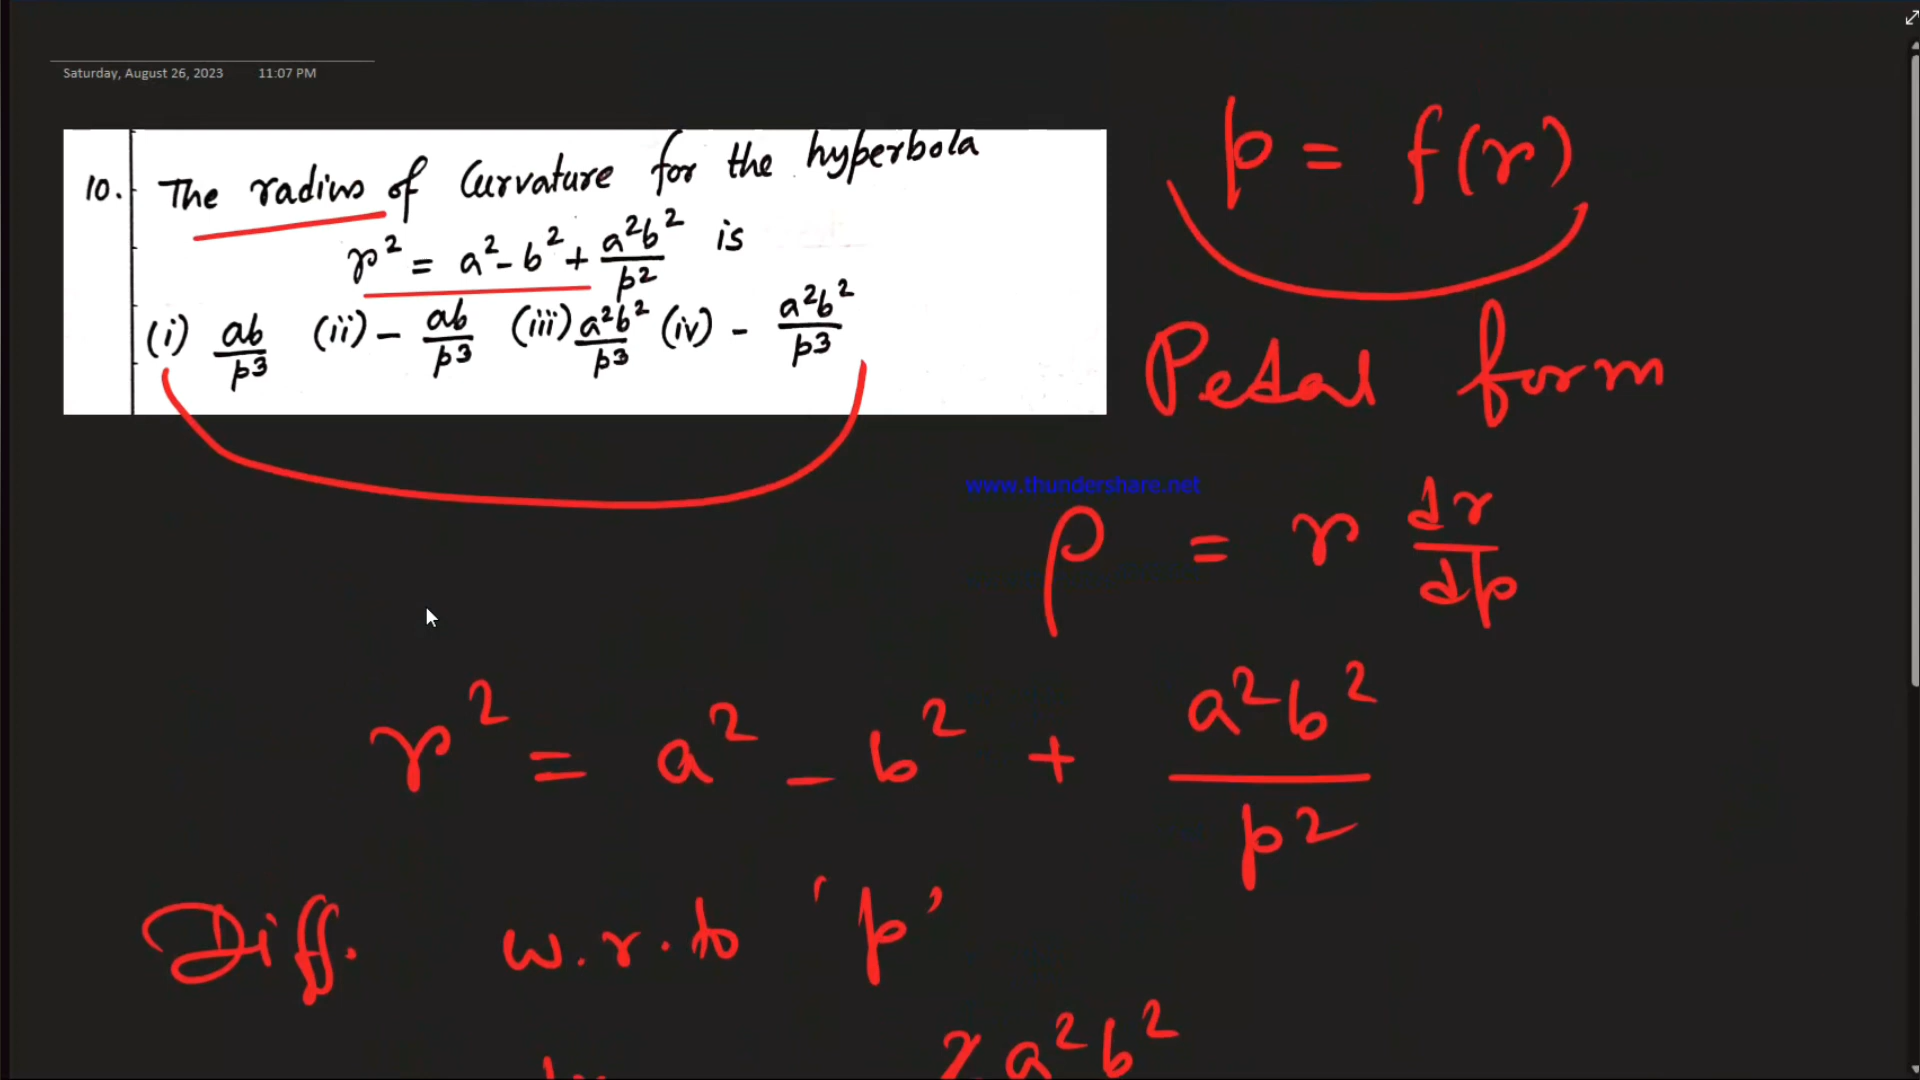 Saturday, August 26, 2023 11:07 PM
10. The radius of Curvature for the hyperbola
r² = a² - b² + a²b²/p² is
(i) ab/p³ (ii) - ab/p³ (iii) a²b²/p³ (iv) - a²b²/p³
p = f(r)
Pedal form
www.thundershare.net
ρ = r dr/dp
r² = a² - b² + a²b²/p²
Diff. w.r.to 'p'
2a²b²